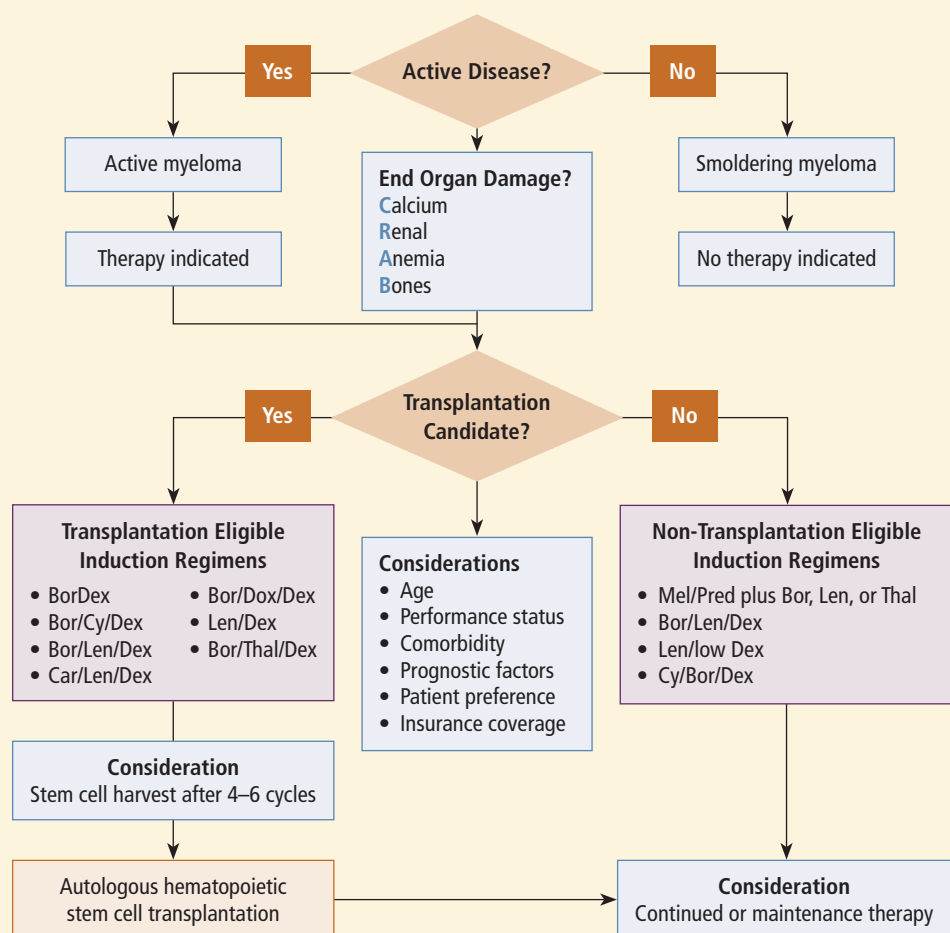 Active Disease?
Yes
No
Active myeloma
Therapy indicated
End Organ Damage?
Calcium
Renal
Anemia
Bones
Smoldering myeloma
No therapy indicated
Transplantation
Candidate?
Yes
No
Transplantation Eligible
Induction Regimens
• BorDex
• Bor/Cy/Dex
• Bor/Len/Dex
• Car/Len/Dex
• Bor/Dox/Dex
• Len/Dex
• Bor/Thal/Dex
Considerations
• Age
• Performance status
• Comorbidity
• Prognostic factors
• Patient preference
• Insurance coverage
Non-Transplantation Eligible
Induction Regimens
• Mel/Pred plus Bor, Len, or Thal
• Bor/Len/Dex
• Len/low Dex
• Cy/Bor/Dex
Consideration
Stem cell harvest after 4–6 cycles
Autologous hematopoietic
stem cell transplantation
Consideration
Continued or maintenance therapy